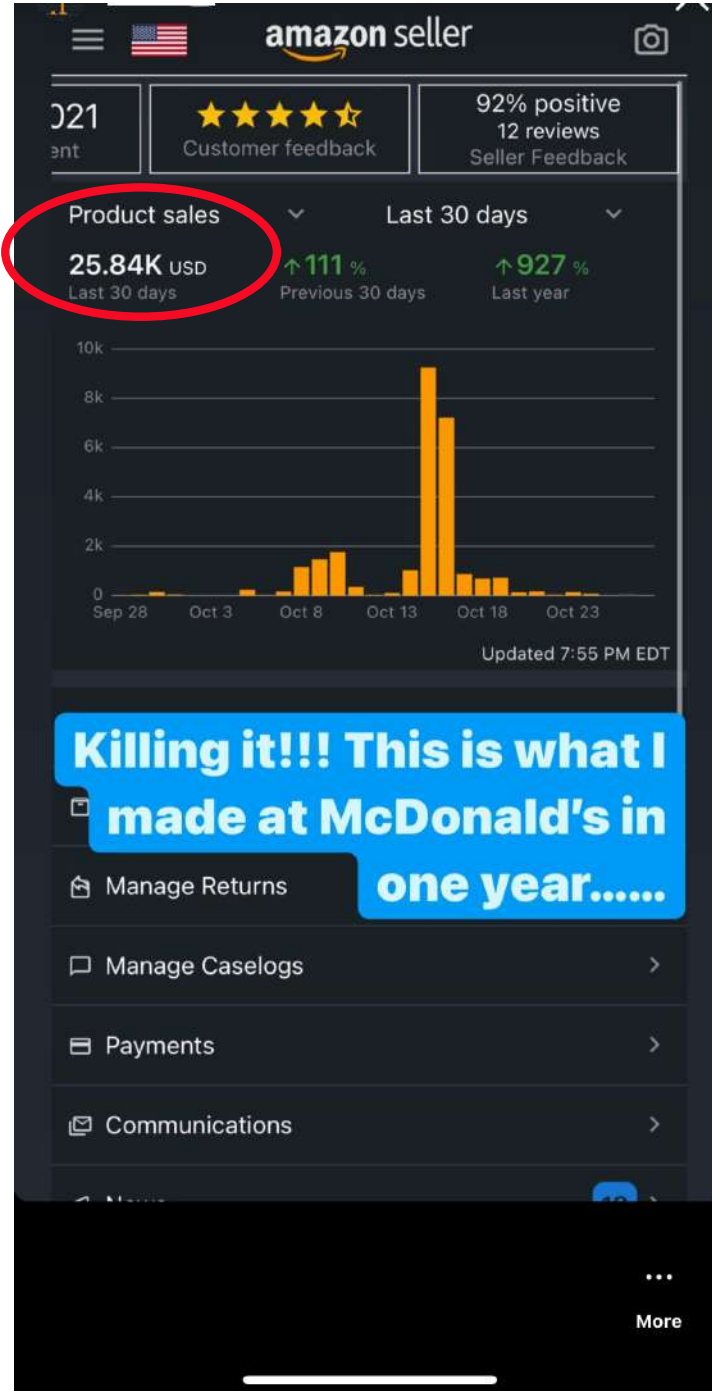 amazon seller
021
ent
Customer feedback
92% positive
12 reviews
Seller Feedback
Product sales
Last 30 days
25.84K USD
Last 30 days
↑111 %
Previous 30 days
↑927 %
Last year
10k
8k
6k
4k
2k
0
Sep 28 Oct 3 Oct 8 Oct 13 Oct 18 Oct 23
Updated 7:55 PM EDT
Killing it!!! This is what I
made at McDonald's in
one year......
Manage Returns
Manage Caselogs
Payments
Communications
More